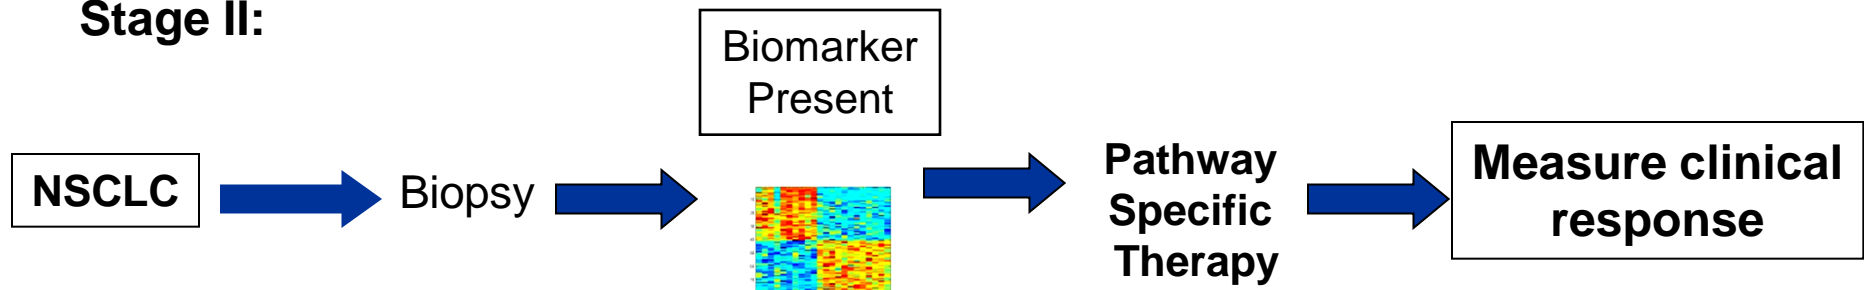 Stage II:
Biomarker
Present
NSCLC
Biopsy
Pathway
Specific
Therapy
Measure clinical
response